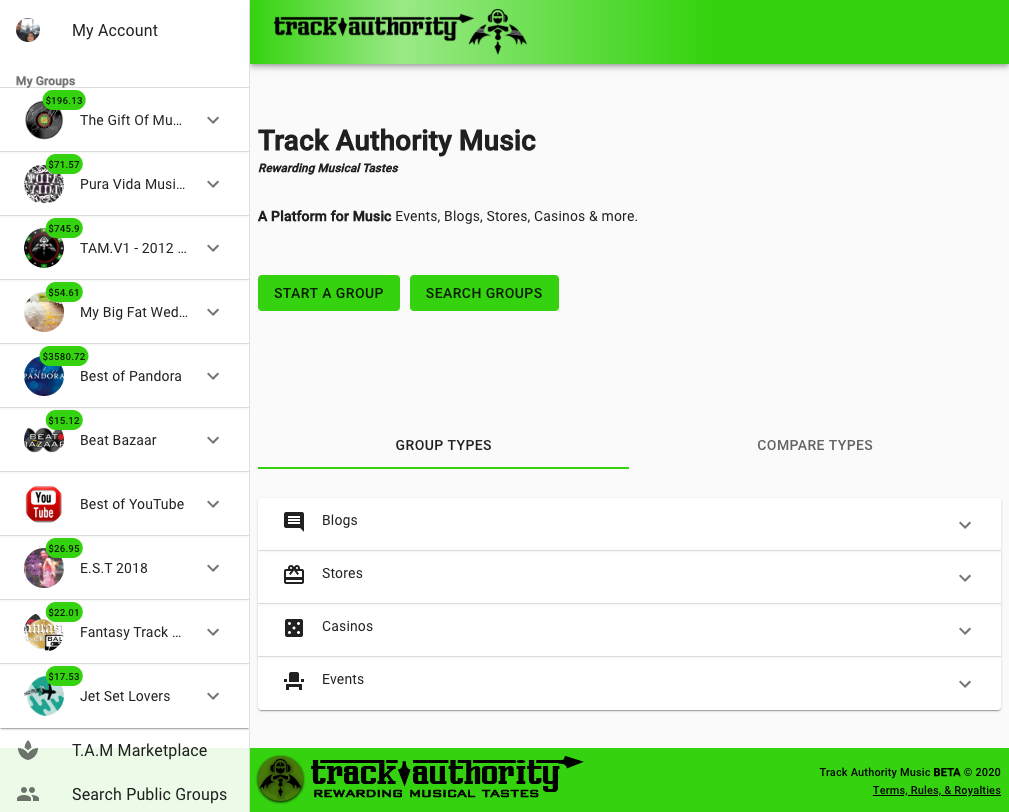 My Account
My Groups
$196.13
The Gift Of Mu…
$71.57
Pura Vida Musi…
$745.9
TAM.V1 - 2012 …
$54.61
My Big Fat Wed…
$3580.72
PANDORA
Best of Pandora
$15.12
BEAT
BAZAAR
Beat Bazaar
You
Tube
Best of YouTube
$26.95
E.S.T 2018
$22.01
Fantasy Track …
$17.53
Jet Set Lovers
T.A.M Marketplace
Search Public Groups
track authority
Track Authority Music
Rewarding Musical Tastes
A Platform for Music Events, Blogs, Stores, Casinos & more.
START A GROUP SEARCH GROUPS
GROUP TYPES COMPARE TYPES
Blogs
Stores
Casinos
Events
track authority
REWARDING MUSICAL TASTES
Track Authority Music BETA © 2020
Terms, Rules, & Royalties